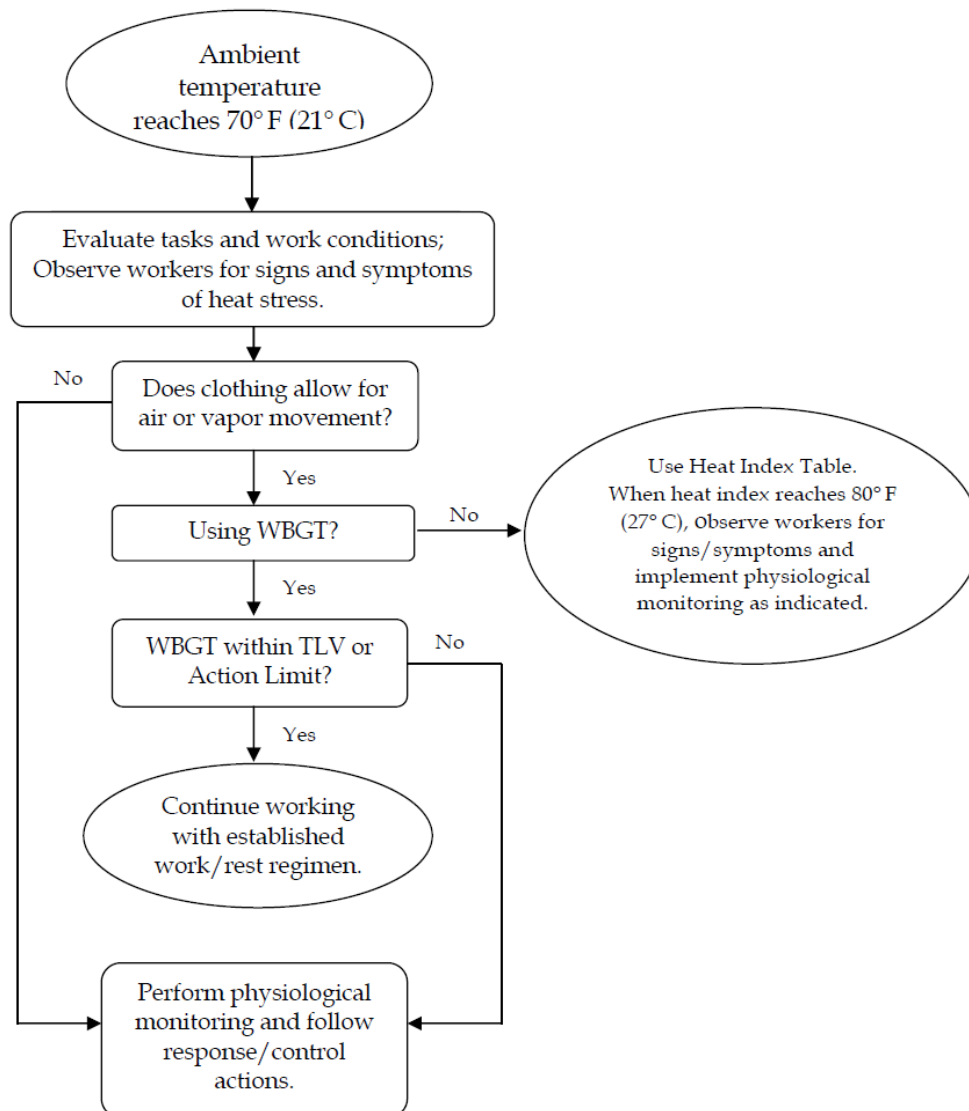 Ambient
temperature
reaches 70° F (21° C)
Evaluate tasks and work conditions;
Observe workers for signs and symptoms
of heat stress.
No
Does clothing allow for
air or vapor movement?
Yes
Using WBGT?
No
Use Heat Index Table.
When heat index reaches 80° F
(27° C), Observe workers for
signs/symptoms and
implement physiological
monitoring as indicated.
Yes
WBGT within TLV or
Action Limit?
No
Yes
Continue working
with established
work/rest regimen.
Perform physiological
monitoring and follow
response/control
actions.